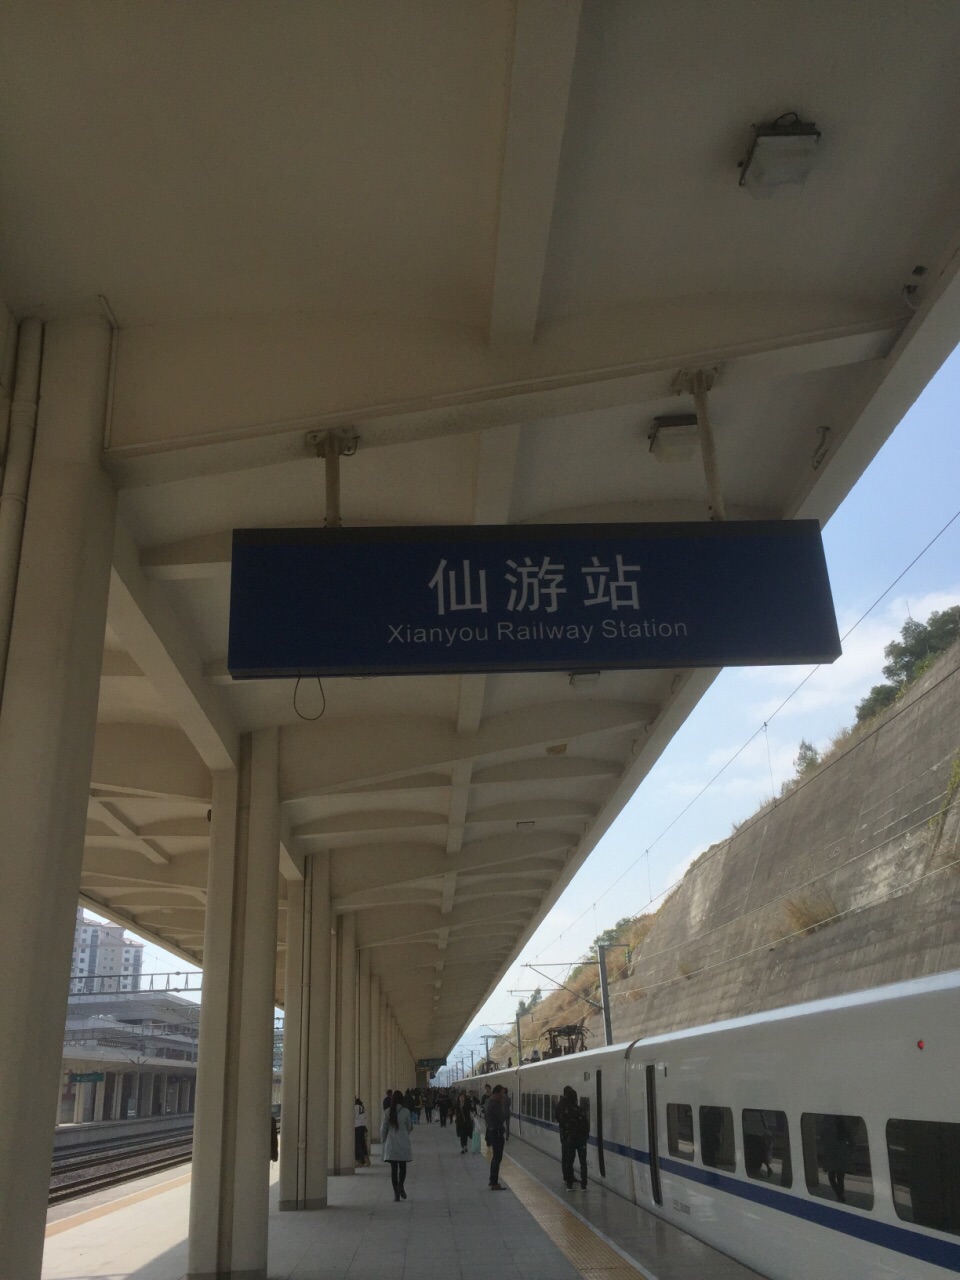 仙游站
Xianyou Railway Station